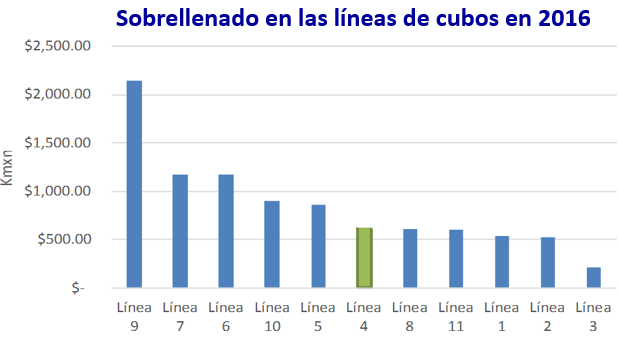 Sobrellenado en las líneas de cubos en 2016
$2,500.00
$2,000.00
$1,500.00
$1,000.00
$500.00
$-
Kmxn
Línea Línea Línea Línea Línea Línea Línea Línea Línea Línea Línea
9 7 6 10 5 4 8 11 1 2 3